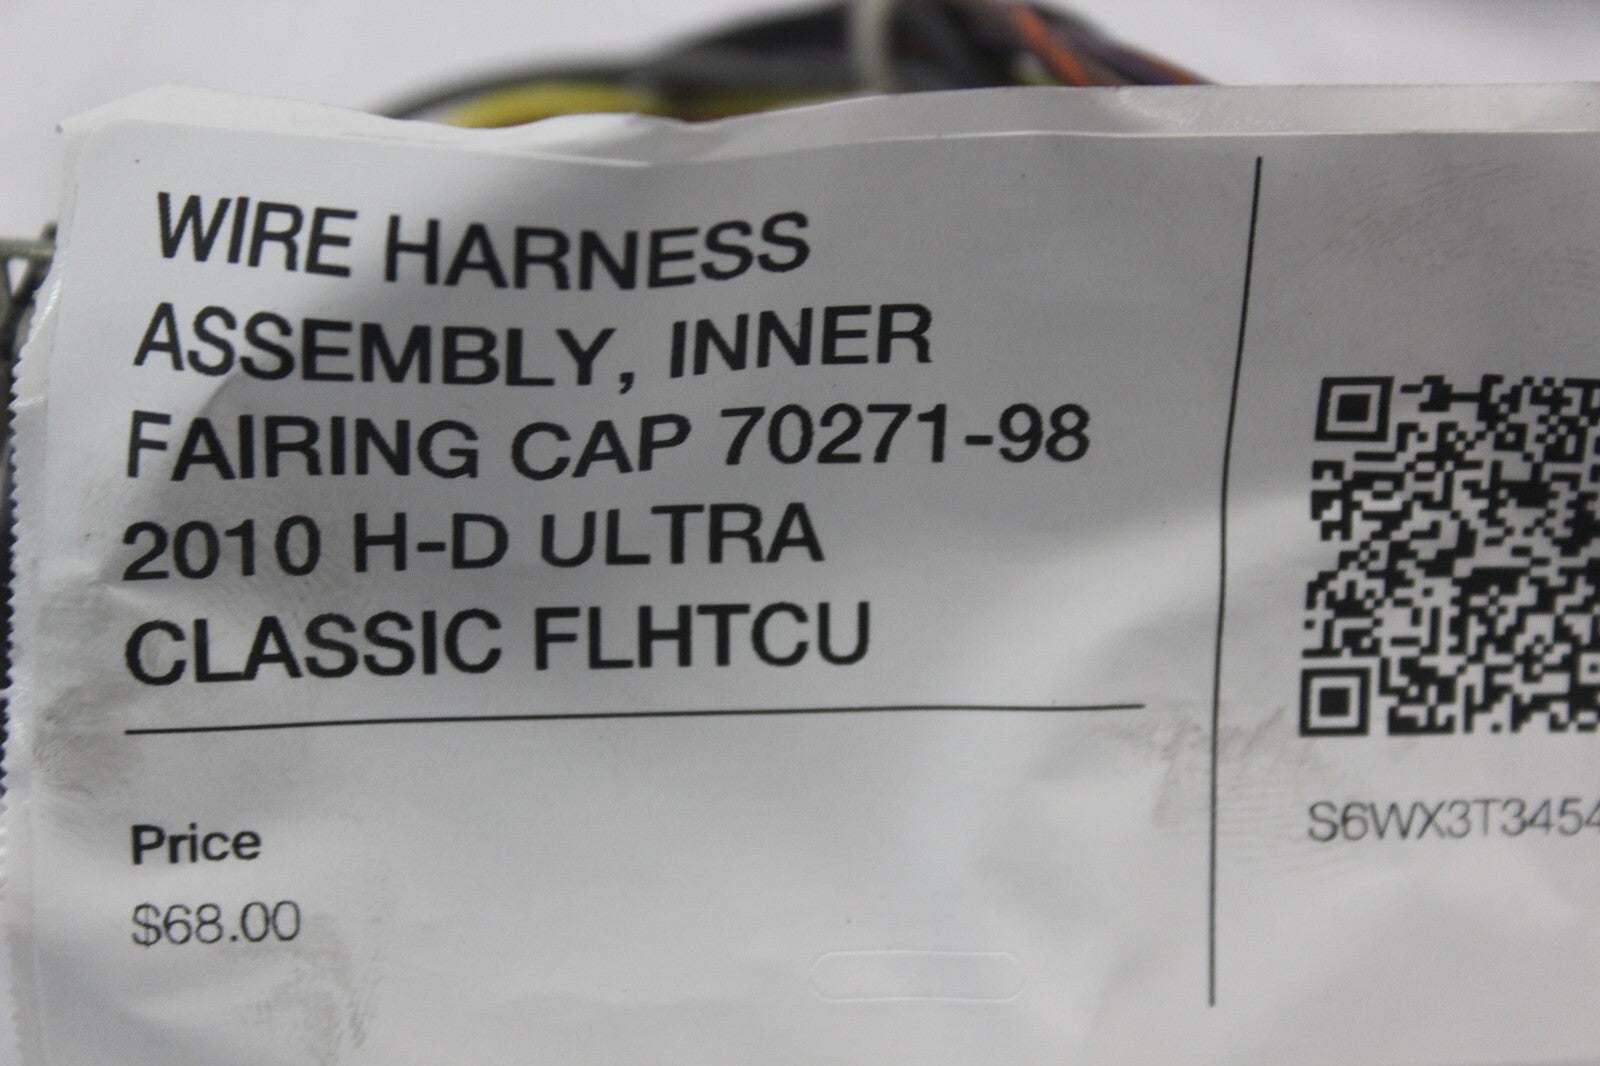 WIRE HARNESS
ASSEMBLY, INNER
FAIRING CAP 70271-98
2010 H-D ULTRA
CLASSIC FLHTCU
Price
$68.00
S6WX3T3454